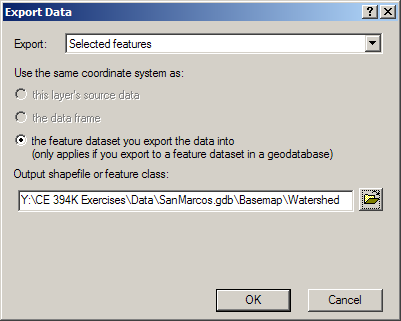 Export Data
Export: Selected features
Use the same coordinate system as:
this layer's source data
the data frame
the feature dataset you export the data into
(only applies if you export to a feature dataset in a geodatabase)
Output shapefile or feature class:
Y:\CE 394K Exercises\Data\SanMarcos.gdb\Basemap\Watershed
OK Cancel